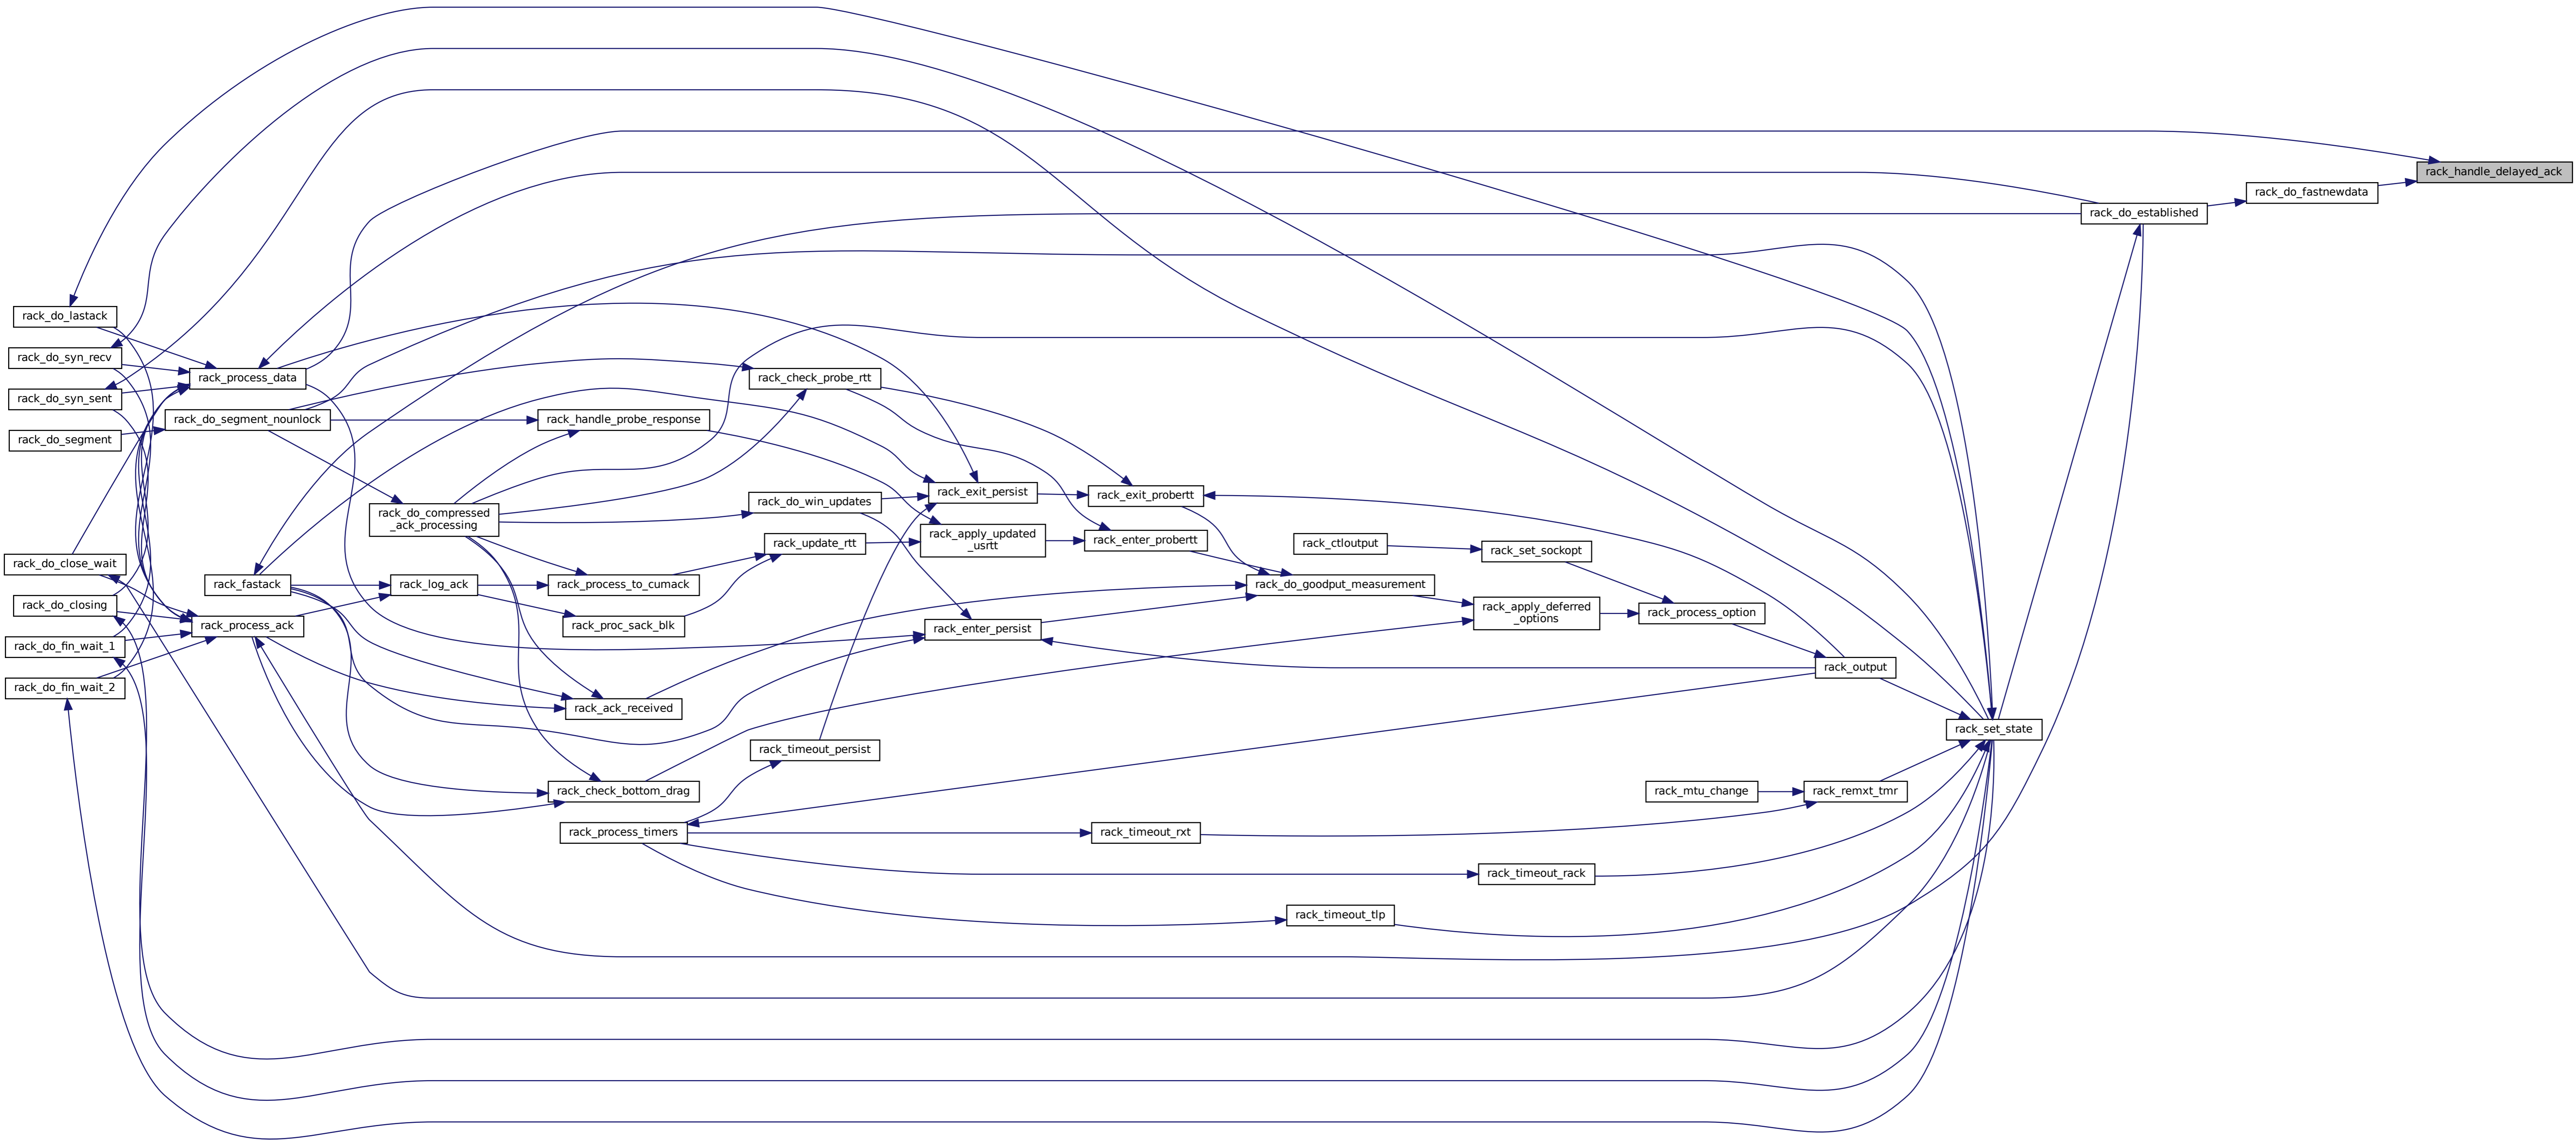 rack_handle_delayed_ack
rack_do_fastnewdata
rack_do_established
rack_do_lastack
rack_do_syn_recv
rack_process_data
rack_check_probe_rtt
rack_do_syn_sent
rack_do_segment_nounlock
rack_handle_probe_response
rack_do_segment
rack_exit_persist
rack_exit_probertt
rack_do_win_updates
rack_do_compressed
_ack_processing
rack_apply_updated
_usrtt
rack_enter_probertt
rack_update_rtt
rack_ctloutput
rack_set_sockopt
rack_do_close_wait
rack_fastack
rack_log_ack
rack_process_to_cumack
rack_do_goodput_measurement
rack_do_closing
rack_apply_deferred
_options
rack_process_option
rack_process_ack
rack_proc_sack_blk
rack_enter_persist
rack_do_fin_wait_1
rack_output
rack_do_fin_wait_2
rack_ack_received
rack_set_state
rack_timeout_persist
rack_check_bottom_drag
rack_mtu_change
rack_remxt_tmr
rack_process_timers
rack_timeout_rxt
rack_timeout_rack
rack_timeout_tlp